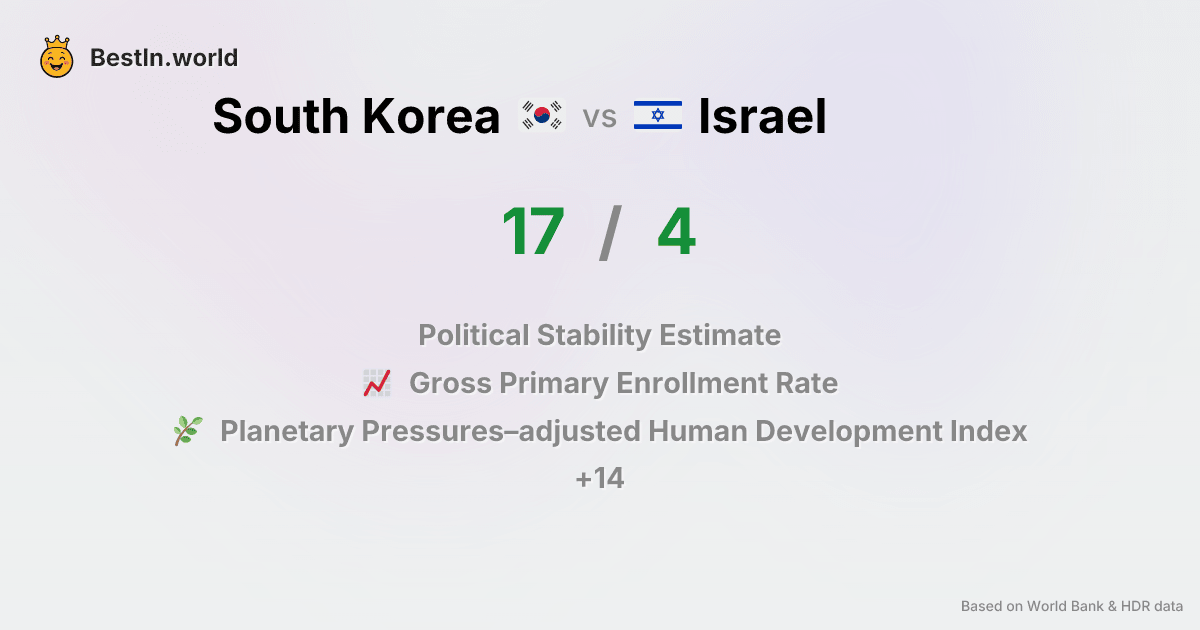 BestIn.world
South Korea vs Israel
17 / 4
Political Stability Estimate
Gross Primary Enrollment Rate
Planetary Pressures–adjusted Human Development Index
+14
Based on World Bank & HDR data